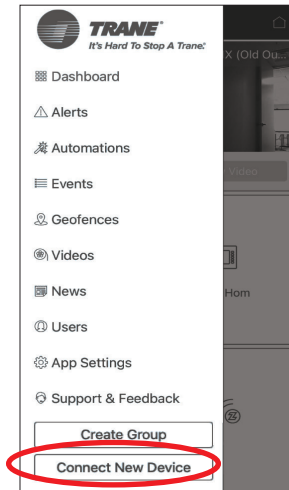 TRANE®
It's Hard To Stop A Trane.®
X (Old Ou...
Dashboard
Alerts
Automations
Video
Events
Geofences
Videos
News
Hom
Users
App Settings
Support & Feedback
Create Group
Connect New Device